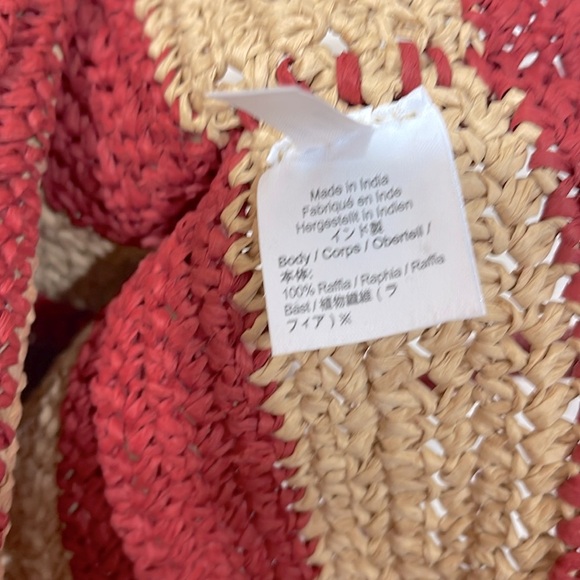 Made in India
Fabriqué en Inde
Hergestellt in Indien
インド製
Body / Corps / Oberteil /
本体:
100% Raffia / Raphia / Raffia
Bast / 植物繊維 ( ラ
フィア ) ※